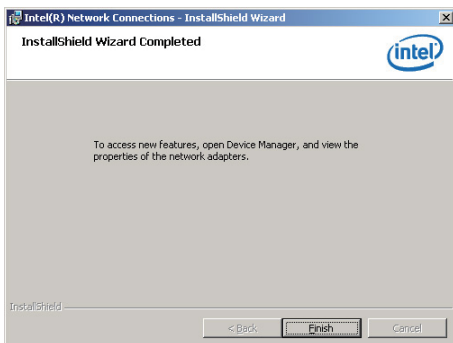 Intel(R) Network Connections - InstallShield Wizard
InstallShield Wizard Completed
intel
To access new features, open Device Manager, and view the
properties of the network adapters.
InstallShield
< Back
Finish
Cancel